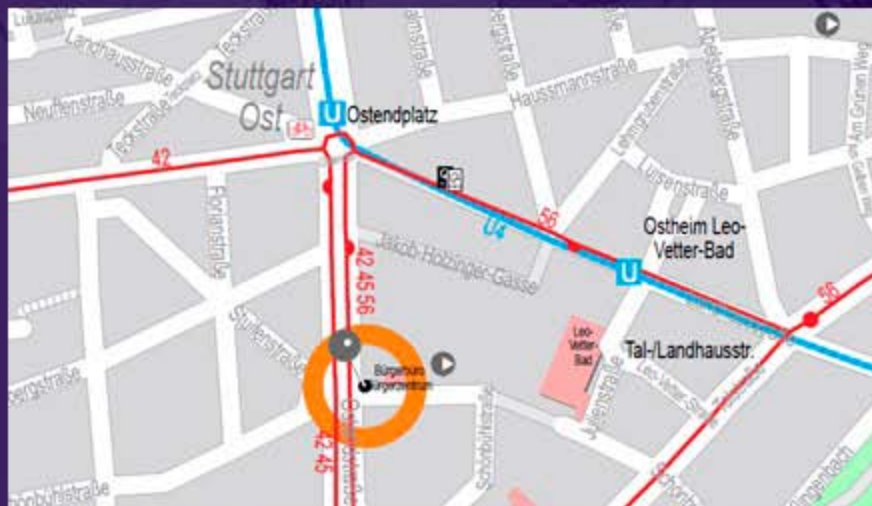 Landhausstraße
Teckstraße
Stuttgart
Ost
Neuffenstraße
Teckstraße
42
U
Ostendplatz
Haussmannstraße
Abelsbergstraße
Am Grünen Weg
Lehmgrubenstraße
Luisenstraße
56
U4
Florianstraße
Jakob-Holzinger-Gasse
42 45 56
Ostheim Leo-
Vetter-Bad
U
56
Stufenstraße
Leo-
Vetter-
Bad
Tal-/Landhausstr.
Bürgerbüro
Bürgerzentrum
Leo-Vetter-Straße
Julienstraße
Schönbühlstraße
42 45